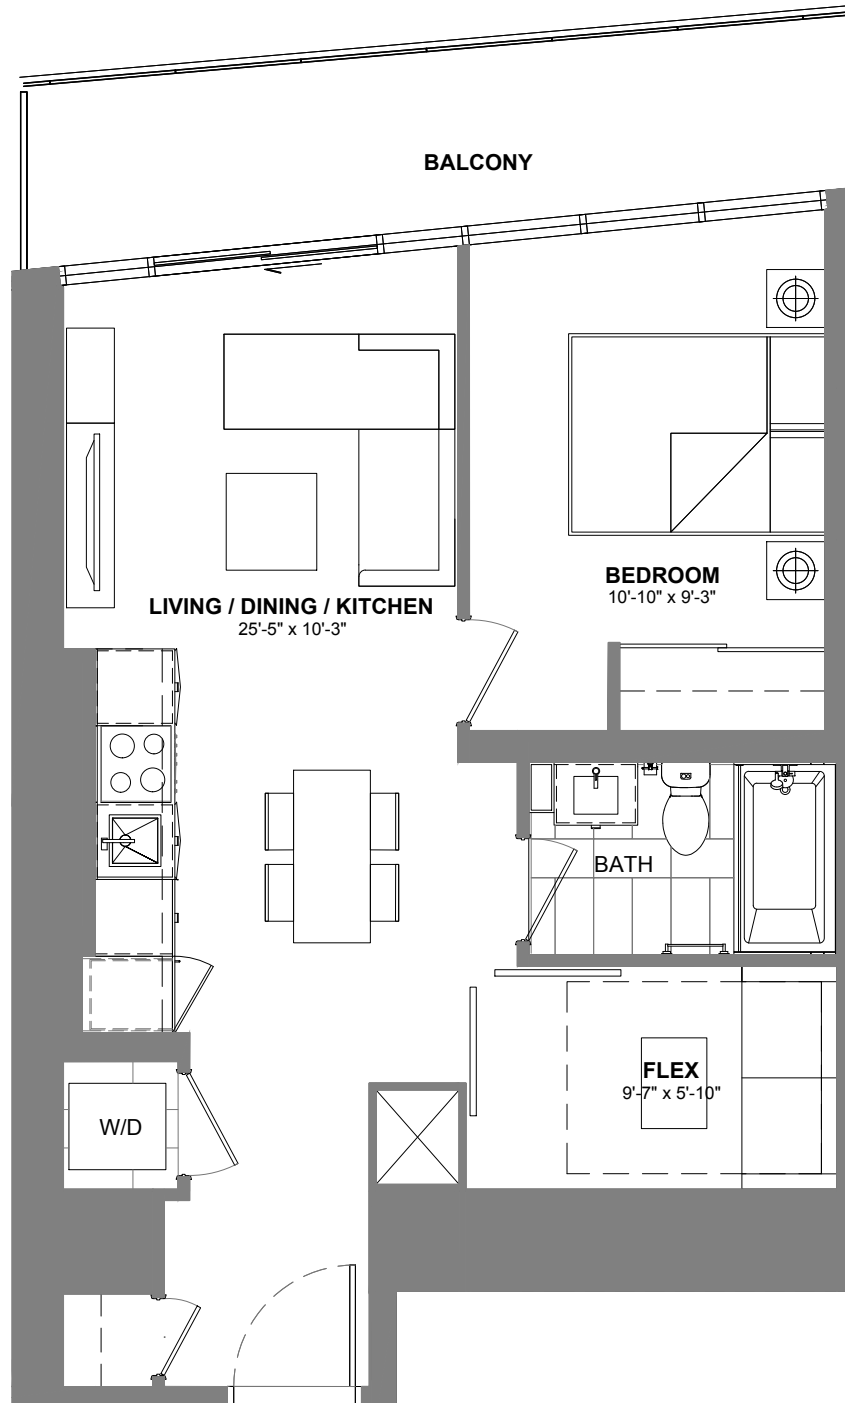 BALCONY
BEDROOM
10'-10" x 9'-3"
LIVING / DINING / KITCHEN
25'-5" x 10'-3"
BATH
FLEX
9'-7" x 5'-10"
W/D